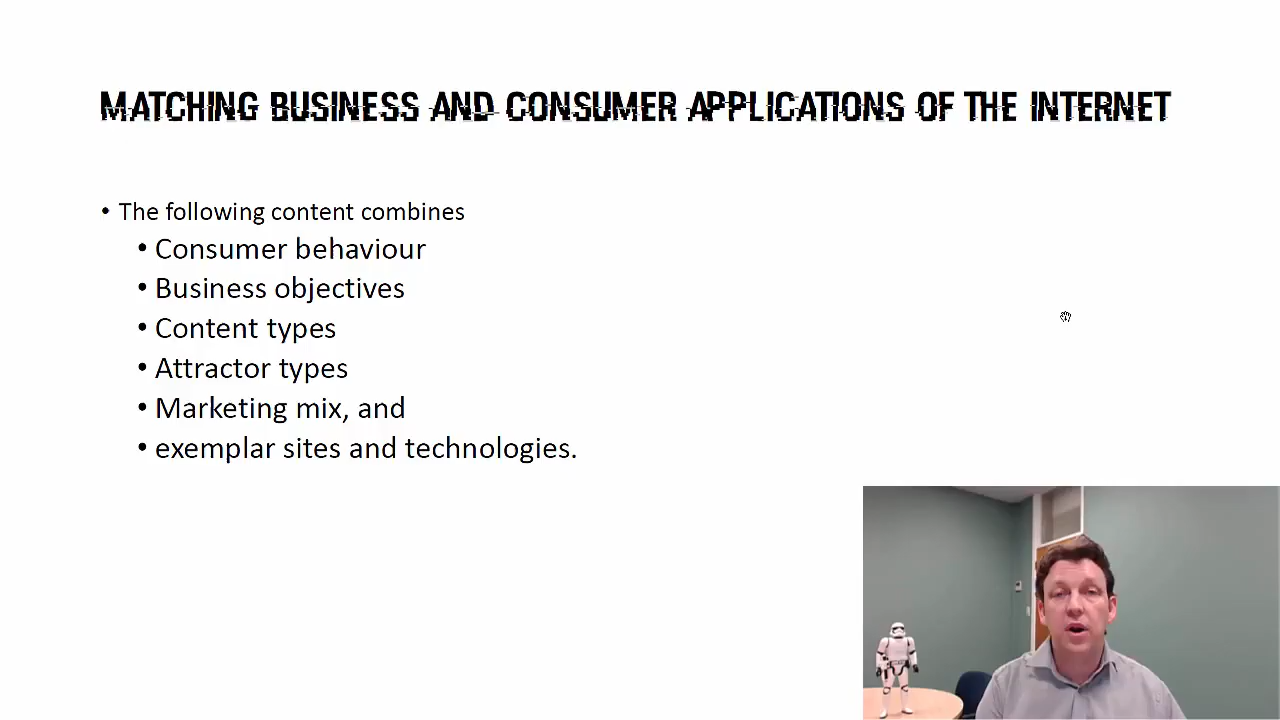 MATCHING BUSINESS AND CONSUMER APPLICATIONS OF THE INTERNET
• The following content combines
• Consumer behaviour
• Business objectives
• Content types
• Attractor types
• Marketing mix, and
• exemplar sites and technologies.